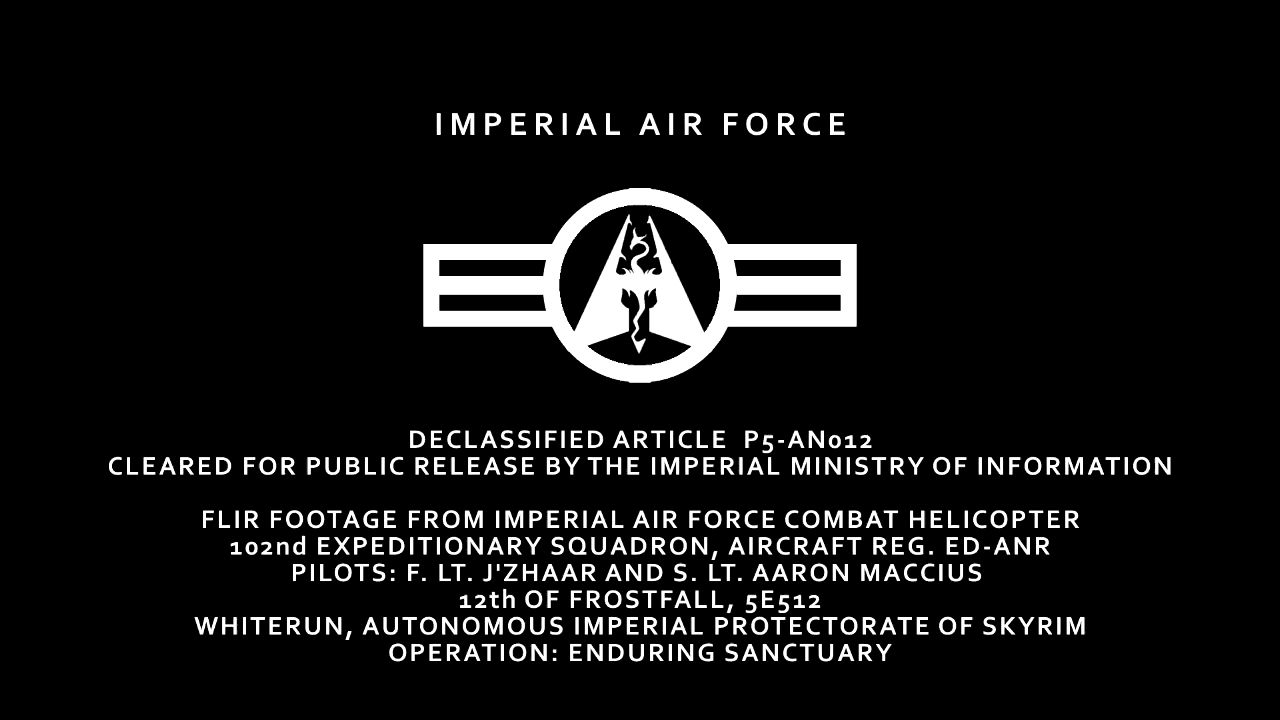 IMPERIAL AIR FORCE
DECLASSIFIED ARTICLE P5-AN012
CLEARED FOR PUBLIC RELEASE BY THE IMPERIAL MINISTRY OF INFORMATION
FLIR FOOTAGE FROM IMPERIAL AIR FORCE COMBAT HELICOPTER
102nd EXPEDITIONARY SQUADRON, AIRCRAFT REG. ED-ANR
PILOTS: F. LT. J'ZHAAR AND S. LT. AARON MACCIUS
12th OF FROSTFALL, 5E512
WHITERUN, AUTONOMOUS IMPERIAL PROTECTORATE OF SKYRIM
OPERATION: ENDURING SANCTUARY